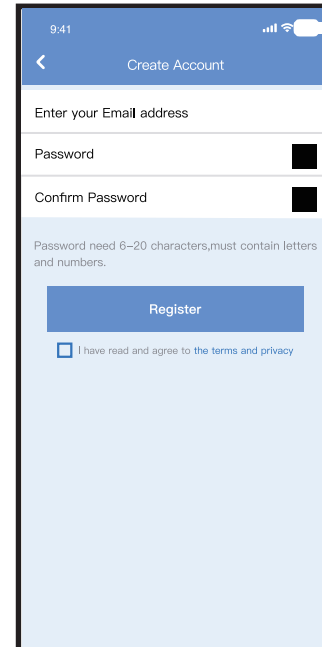 9:41
Create Account
Enter your Email address
Password
Confirm Password
Password need 6–20 characters,must contain letters
and numbers.
Register
I have read and agree to the terms and privacy